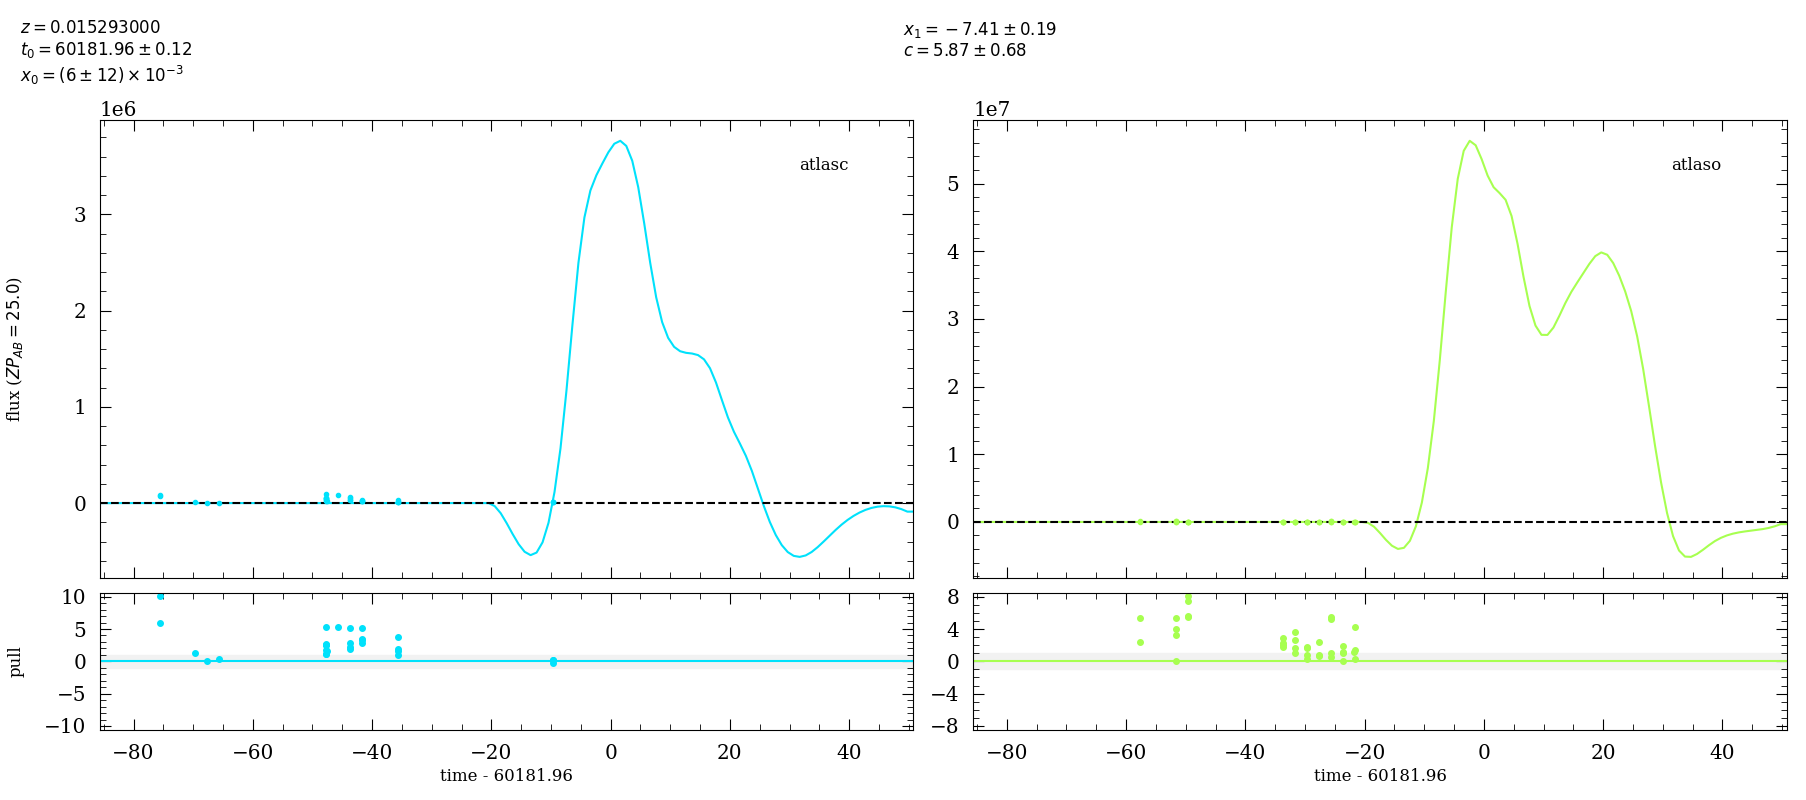 z = 0.015293000
t₀ = 60181.96 ± 0.12
x₀ = (6 ± 12) × 10⁻³
x₁ = −7.41 ± 0.19
c = 5.87 ± 0.68
1e6
atlasc
3
2
1
0
flux (ZP_AB = 25.0)
1e7
atlaso
5
4
3
2
1
0
10
5
0
−5
−10
pull
−80 −60 −40 −20 0 20 40
time - 60181.96
8
4
0
−4
−8
−80 −60 −40 −20 0 20 40
time - 60181.96